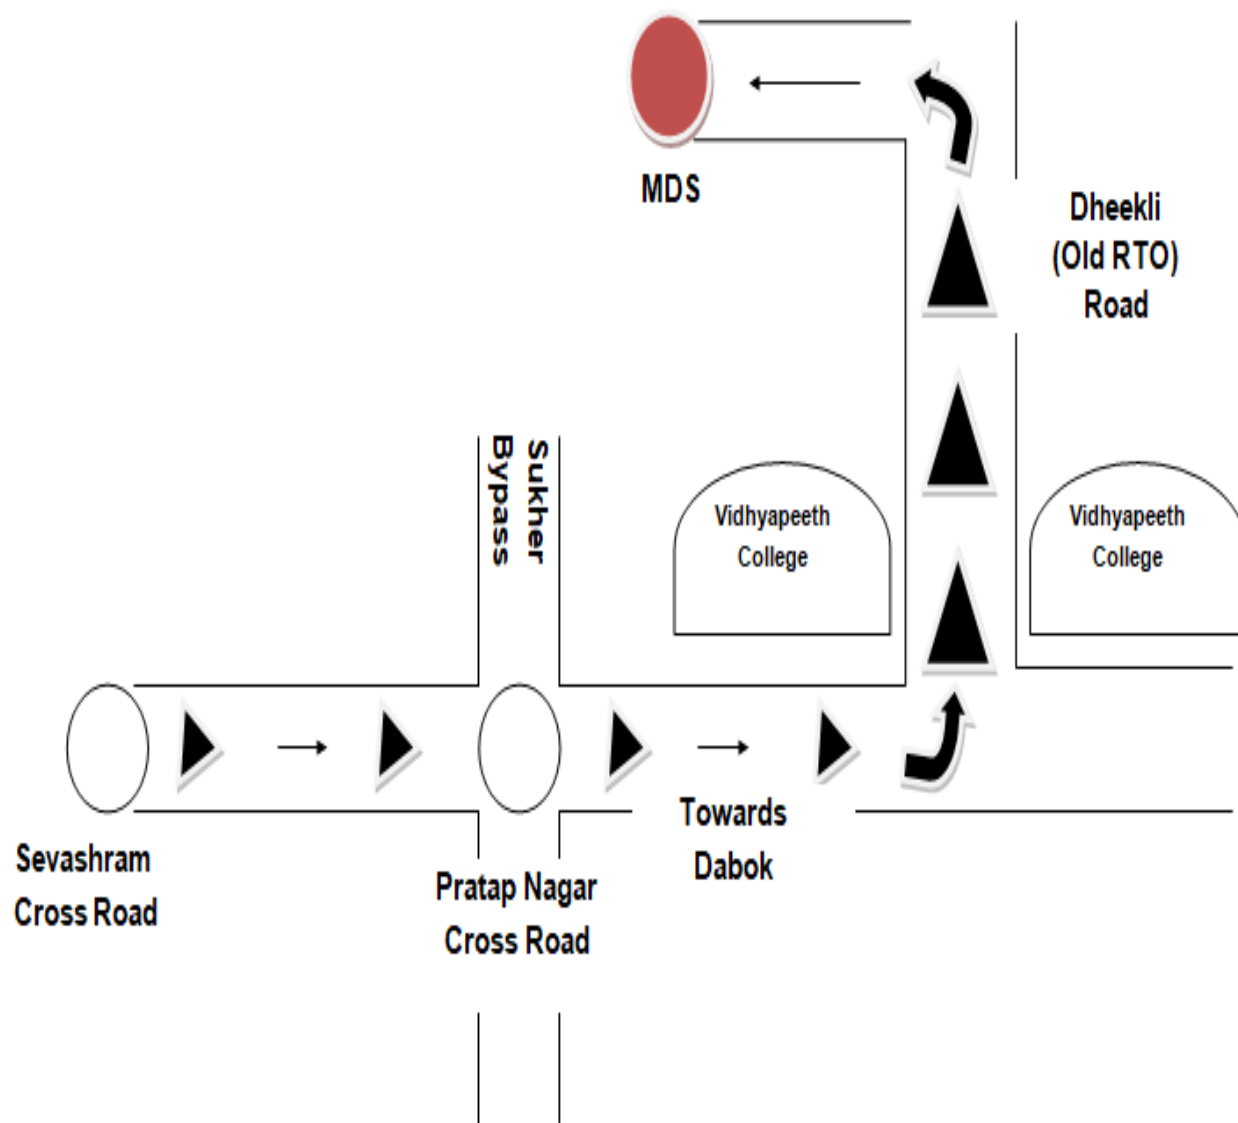 MDS
Dheekli
(Old RTO)
Road
Sukher
Bypass
Vidhyapeeth
College
Vidhyapeeth
College
Sevashram
Cross Road
Pratap Nagar
Cross Road
Towards
Dabok